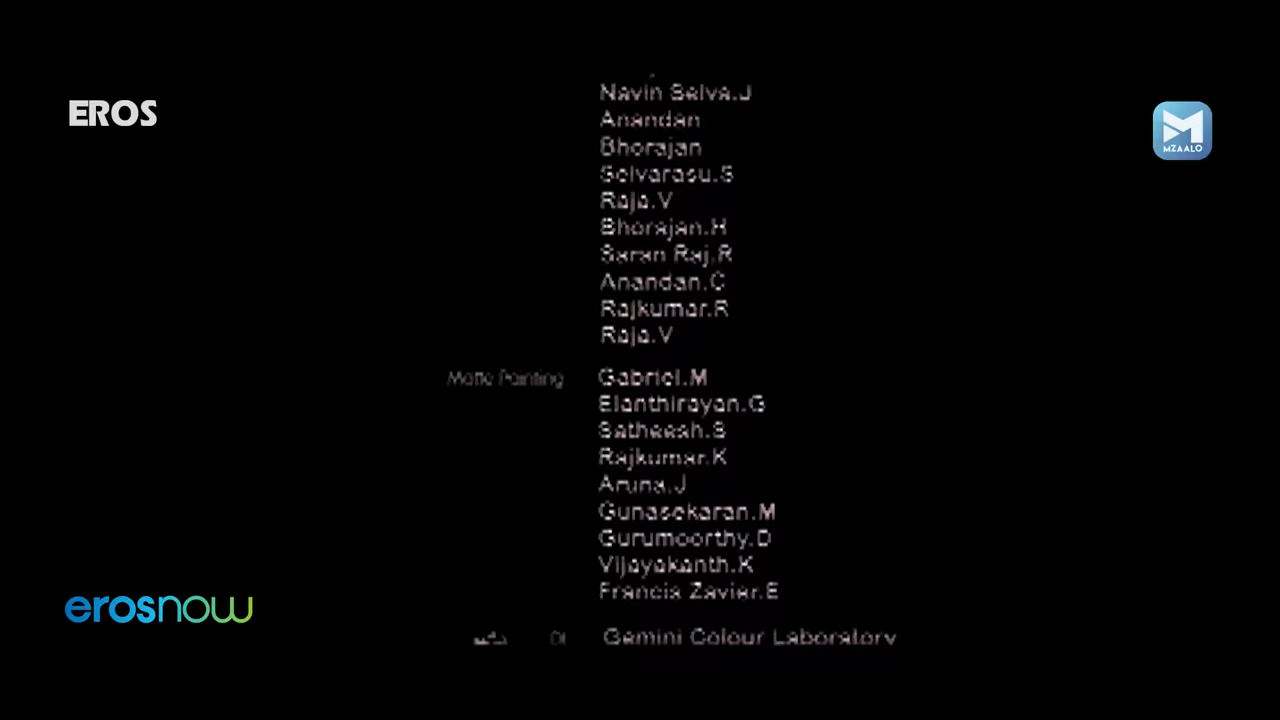 EROS
MZAALO
Navin Selva.J
Anandan
Bhorajan
Selvarasu.S
Raja.V
Bhorajan.H
Saran Raj.R
Anandan.C
Rajkumar.R
Raja.V
Matte Painting Gabriel.M
Elanthirayan.G
Satheesh.S
Rajkumar.K
Aruna.J
Gunasekaran.M
Gurumoorthy.D
Vijayakanth.K
Francis Zavier.E
erosnow
DI Gemini Colour Laboratory